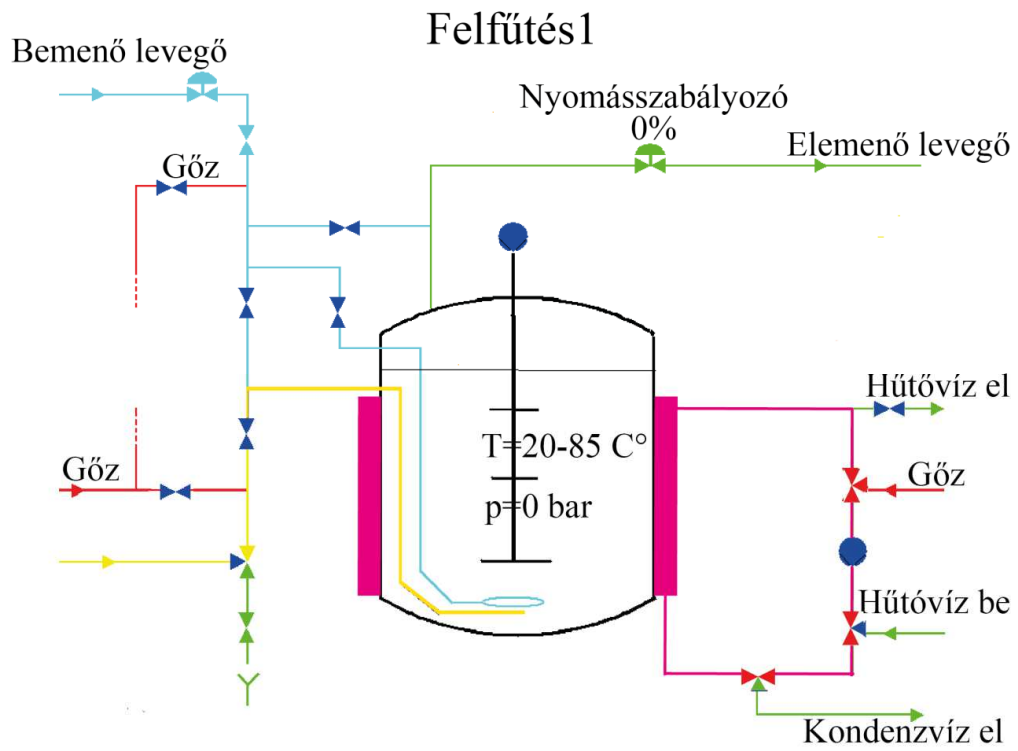 Felfűtés1
Bemenő levegő
Nyomásszabályozó
0%
Elemenő levegő
Gőz
Hűtővíz el
T=20-85 C°
Gőz
Gőz
p=0 bar
Hűtóvíz be
Kondenzvíz el